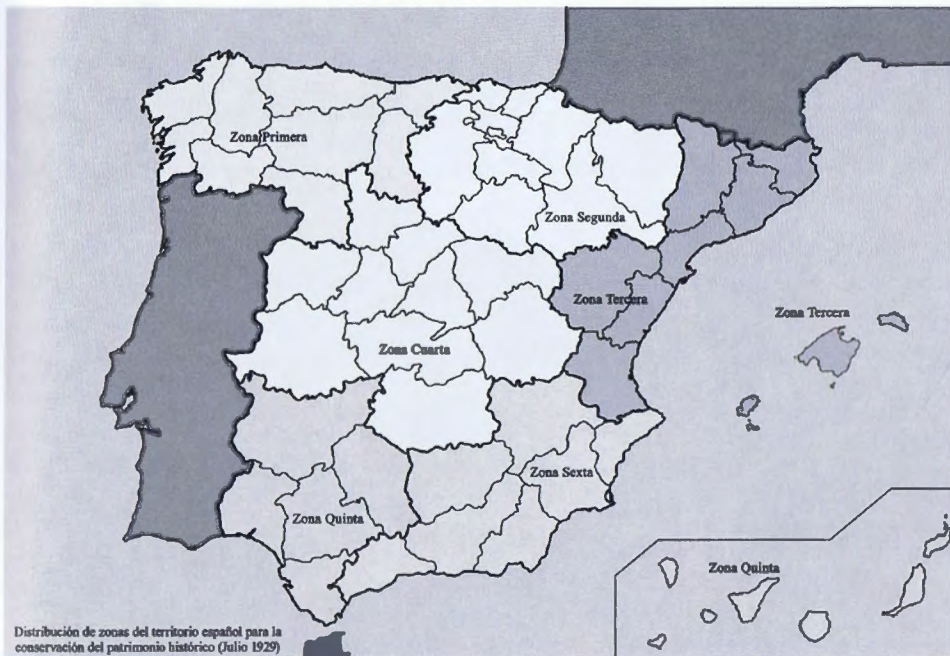 Zona Primera
Zona Segunda
Zona Tercera
Zona Tercera
Zona Cuarta
Zona Sexta
Zona Quinta
Zona Quinta
Distribución de zonas del territorio español para la
conservación del patrimonio histórico (Julio 1929)